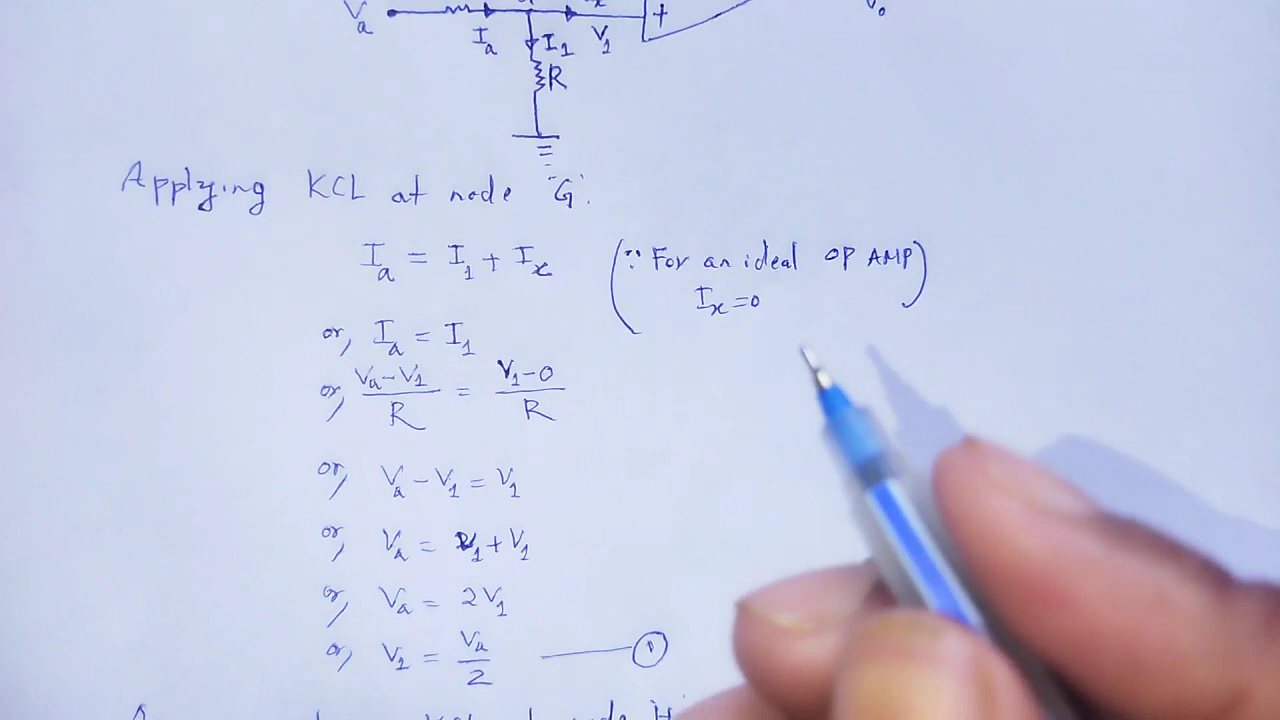 Vₐ
Iₐ I₁ V₁ + V₀
R
Applying KCL at node "G".
Iₐ = I₁ + Iₓ (∵ For an ideal OP AMP)
Iₓ = 0
or, Iₐ = I₁
or, (Vₐ-V₁)/R = (V₁-0)/R
or, Vₐ - V₁ = V₁
or, Vₐ = V₁ + V₁
or, Vₐ = 2V₁
or, V₁ = Vₐ/2 —— ①
KCL